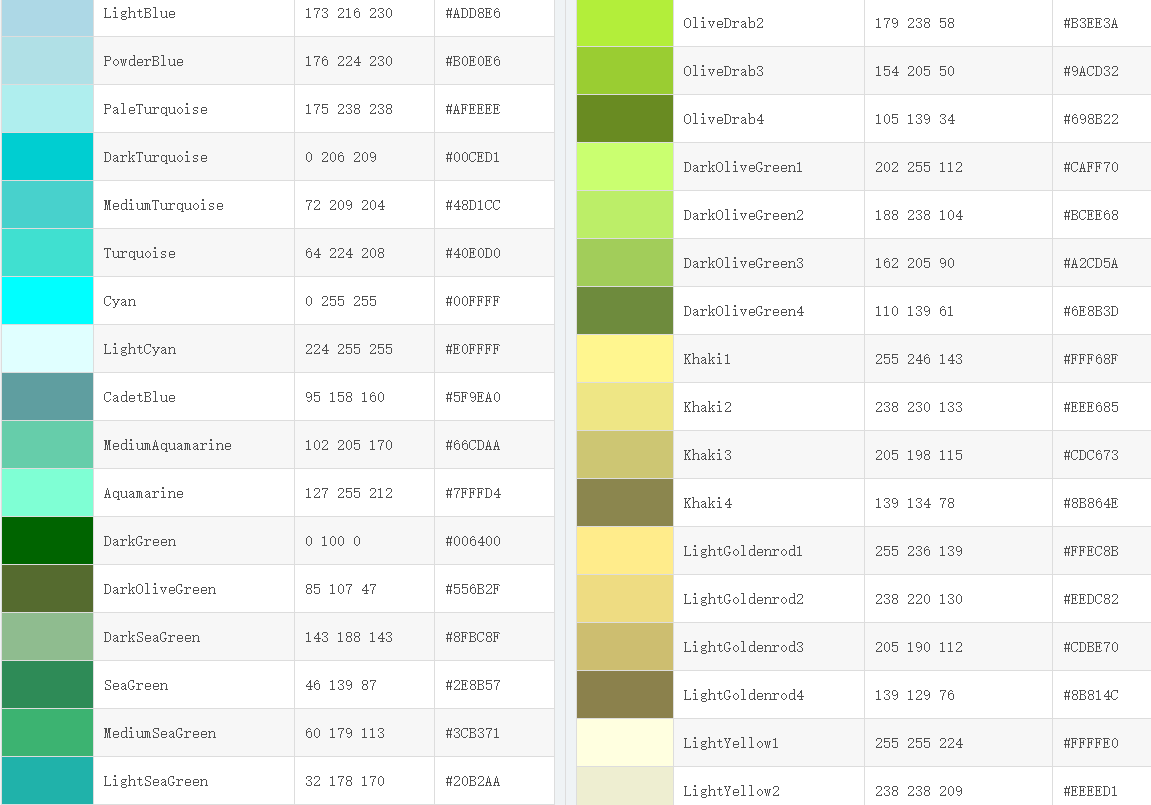 LightBlue 173 216 230 #ADD8E6
PowderBlue 176 224 230 #B0E0E6
PaleTurquoise 175 238 238 #AFEEEE
DarkTurquoise 0 206 209 #00CED1
MediumTurquoise 72 209 204 #48D1CC
Turquoise 64 224 208 #40E0D0
Cyan 0 255 255 #00FFFF
LightCyan 224 255 255 #E0FFFF
CadetBlue 95 158 160 #5F9EA0
MediumAquamarine 102 205 170 #66CDAA
Aquamarine 127 255 212 #7FFFD4
DarkGreen 0 100 0 #006400
DarkOliveGreen 85 107 47 #556B2F
DarkSeaGreen 143 188 143 #8FBC8F
SeaGreen 46 139 87 #2E8B57
MediumSeaGreen 60 179 113 #3CB371
LightSeaGreen 32 178 170 #20B2AA
OliveDrab2 179 238 58 #B3EE3A
OliveDrab3 154 205 50 #9ACD32
OliveDrab4 105 139 34 #698B22
DarkOliveGreen1 202 255 112 #CAFF70
DarkOliveGreen2 188 238 104 #BCEE68
DarkOliveGreen3 162 205 90 #A2CD5A
DarkOliveGreen4 110 139 61 #6E8B3D
Khaki1 255 246 143 #FFF68F
Khaki2 238 230 133 #EEE685
Khaki3 205 198 115 #CDC673
Khaki4 139 134 78 #8B864E
LightGoldenrod1 255 236 139 #FFEC8B
LightGoldenrod2 238 220 130 #EEDC82
LightGoldenrod3 205 190 112 #CDBE70
LightGoldenrod4 139 129 76 #8B814C
LightYellow1 255 255 224 #FFFFE0
LightYellow2 238 238 209 #EEEED1